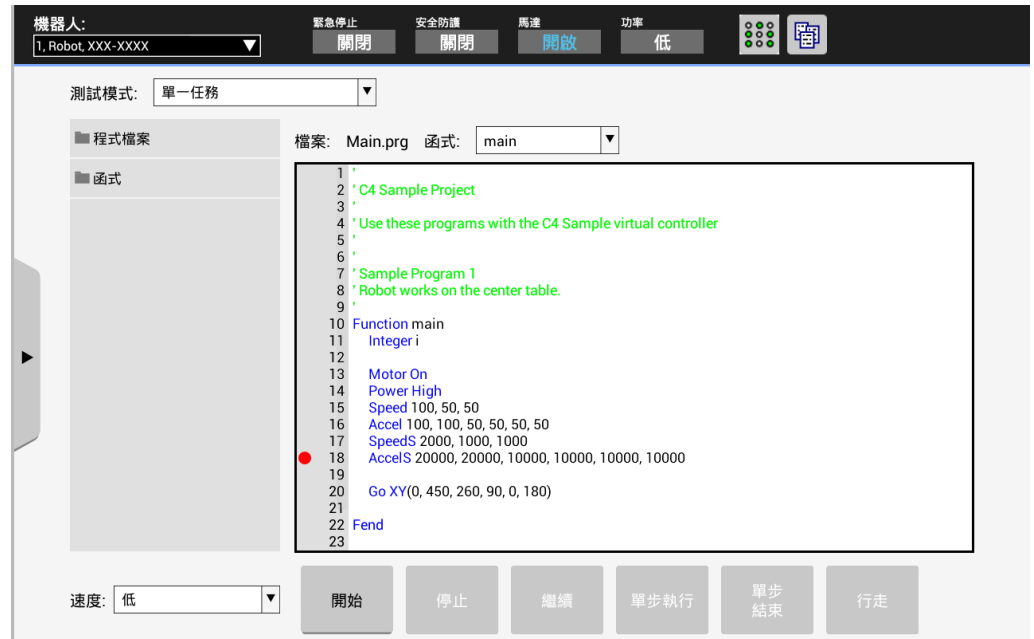 機器人: 緊急停止 安全防護 馬達 功率
1, Robot, XXX-XXXX 關閉 關閉 開啟 低
測試模式: 單一任務
程式檔案
函式
檔案: Main.prg 函式: main
1 '
2 ' C4 Sample Project
3 '
4 ' Use these programs with the C4 Sample virtual controller
5 '
6 '
7 ' Sample Program 1
8 ' Robot works on the center table.
9 '
10 Function main
11 Integer i
12
13 Motor On
14 Power High
15 Speed 100, 50, 50
16 Accel 100, 100, 50, 50, 50, 50
17 SpeedS 2000, 1000, 1000
18 AccelS 20000, 20000, 10000, 10000, 10000, 10000
19
20 Go XY(0, 450, 260, 90, 0, 180)
21
22 Fend
23
速度: 低
開始 停止 繼續 單步執行 單步結束 行走